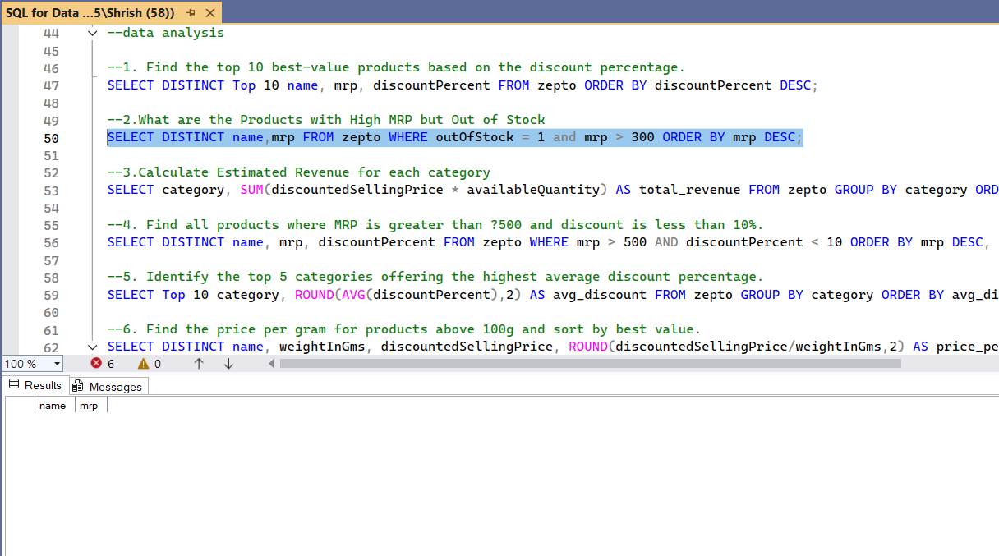 SQL for Data ...5\Shrish (58))
44 --data analysis
45
46 --1. Find the top 10 best-value products based on the discount percentage.
47 SELECT DISTINCT Top 10 name, mrp, discountPercent FROM zepto ORDER BY discountPercent DESC;
48
49 --2.What are the Products with High MRP but Out of Stock
50 SELECT DISTINCT name,mrp FROM zepto WHERE outOfStock = 1 and mrp > 300 ORDER BY mrp DESC;
51
52 --3.Calculate Estimated Revenue for each category
53 SELECT category, SUM(discountedSellingPrice * availableQuantity) AS total_revenue FROM zepto GROUP BY category ORD
54
55 --4. Find all products where MRP is greater than ?500 and discount is less than 10%.
56 SELECT DISTINCT name, mrp, discountPercent FROM zepto WHERE mrp > 500 AND discountPercent < 10 ORDER BY mrp DESC,
57
58 --5. Identify the top 5 categories offering the highest average discount percentage.
59 SELECT Top 10 category, ROUND(AVG(discountPercent),2) AS avg_discount FROM zepto GROUP BY category ORDER BY avg_di
60
61 --6. Find the price per gram for products above 100g and sort by best value.
62 SELECT DISTINCT name, weightInGms, discountedSellingPrice, ROUND(discountedSellingPrice/weightInGms,2) AS price_pe
100 % 6 0
Results Messages
name mrp